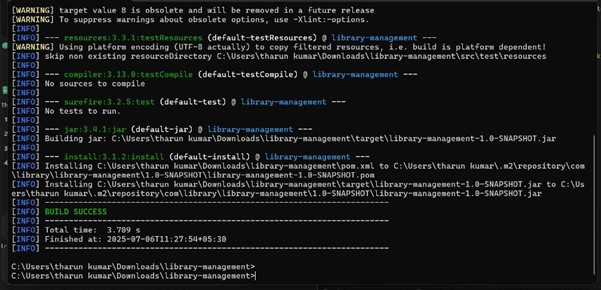 [WARNING] target value 8 is obsolete and will be removed in a future release
[WARNING] To suppress warnings about obsolete options, use -Xlint:-options.
[INFO]
[INFO] --- resources:3.3.1:testResources (default-testResources) @ library-management ---
[WARNING] Using platform encoding (UTF-8 actually) to copy filtered resources, i.e. build is platform dependent!
[INFO] skip non existing resourceDirectory C:\Users\tharun kumar\Downloads\library-management\src\test\resources
[INFO]
[INFO] --- compiler:3.13.0:testCompile (default-testCompile) @ library-management ---
[INFO] No sources to compile
[INFO]
[INFO] --- surefire:3.2.5:test (default-test) @ library-management ---
[INFO] No tests to run.
[INFO]
[INFO] --- jar:3.4.1:jar (default-jar) @ library-management ---
[INFO] Building jar: C:\Users\tharun kumar\Downloads\library-management\target\library-management-1.0-SNAPSHOT.jar
[INFO]
[INFO] --- install:3.1.2:install (default-install) @ library-management ---
[INFO] Installing C:\Users\tharun kumar\Downloads\library-management\pom.xml to C:\Users\tharun kumar\.m2\repository\com
\library\library-management\1.0-SNAPSHOT\library-management-1.0-SNAPSHOT.pom
[INFO] Installing C:\Users\tharun kumar\Downloads\library-management\target\library-management-1.0-SNAPSHOT.jar to C:\Us
ers\tharun kumar\.m2\repository\com\library\library-management\1.0-SNAPSHOT\library-management-1.0-SNAPSHOT.jar
[INFO] ------------------------------------------------------------------------
[INFO] BUILD SUCCESS
[INFO] ------------------------------------------------------------------------
[INFO] Total time:  3.709 s
[INFO] Finished at: 2025-07-06T11:27:54+05:30
[INFO] ------------------------------------------------------------------------
C:\Users\tharun kumar\Downloads\library-management>
C:\Users\tharun kumar\Downloads\library-management>